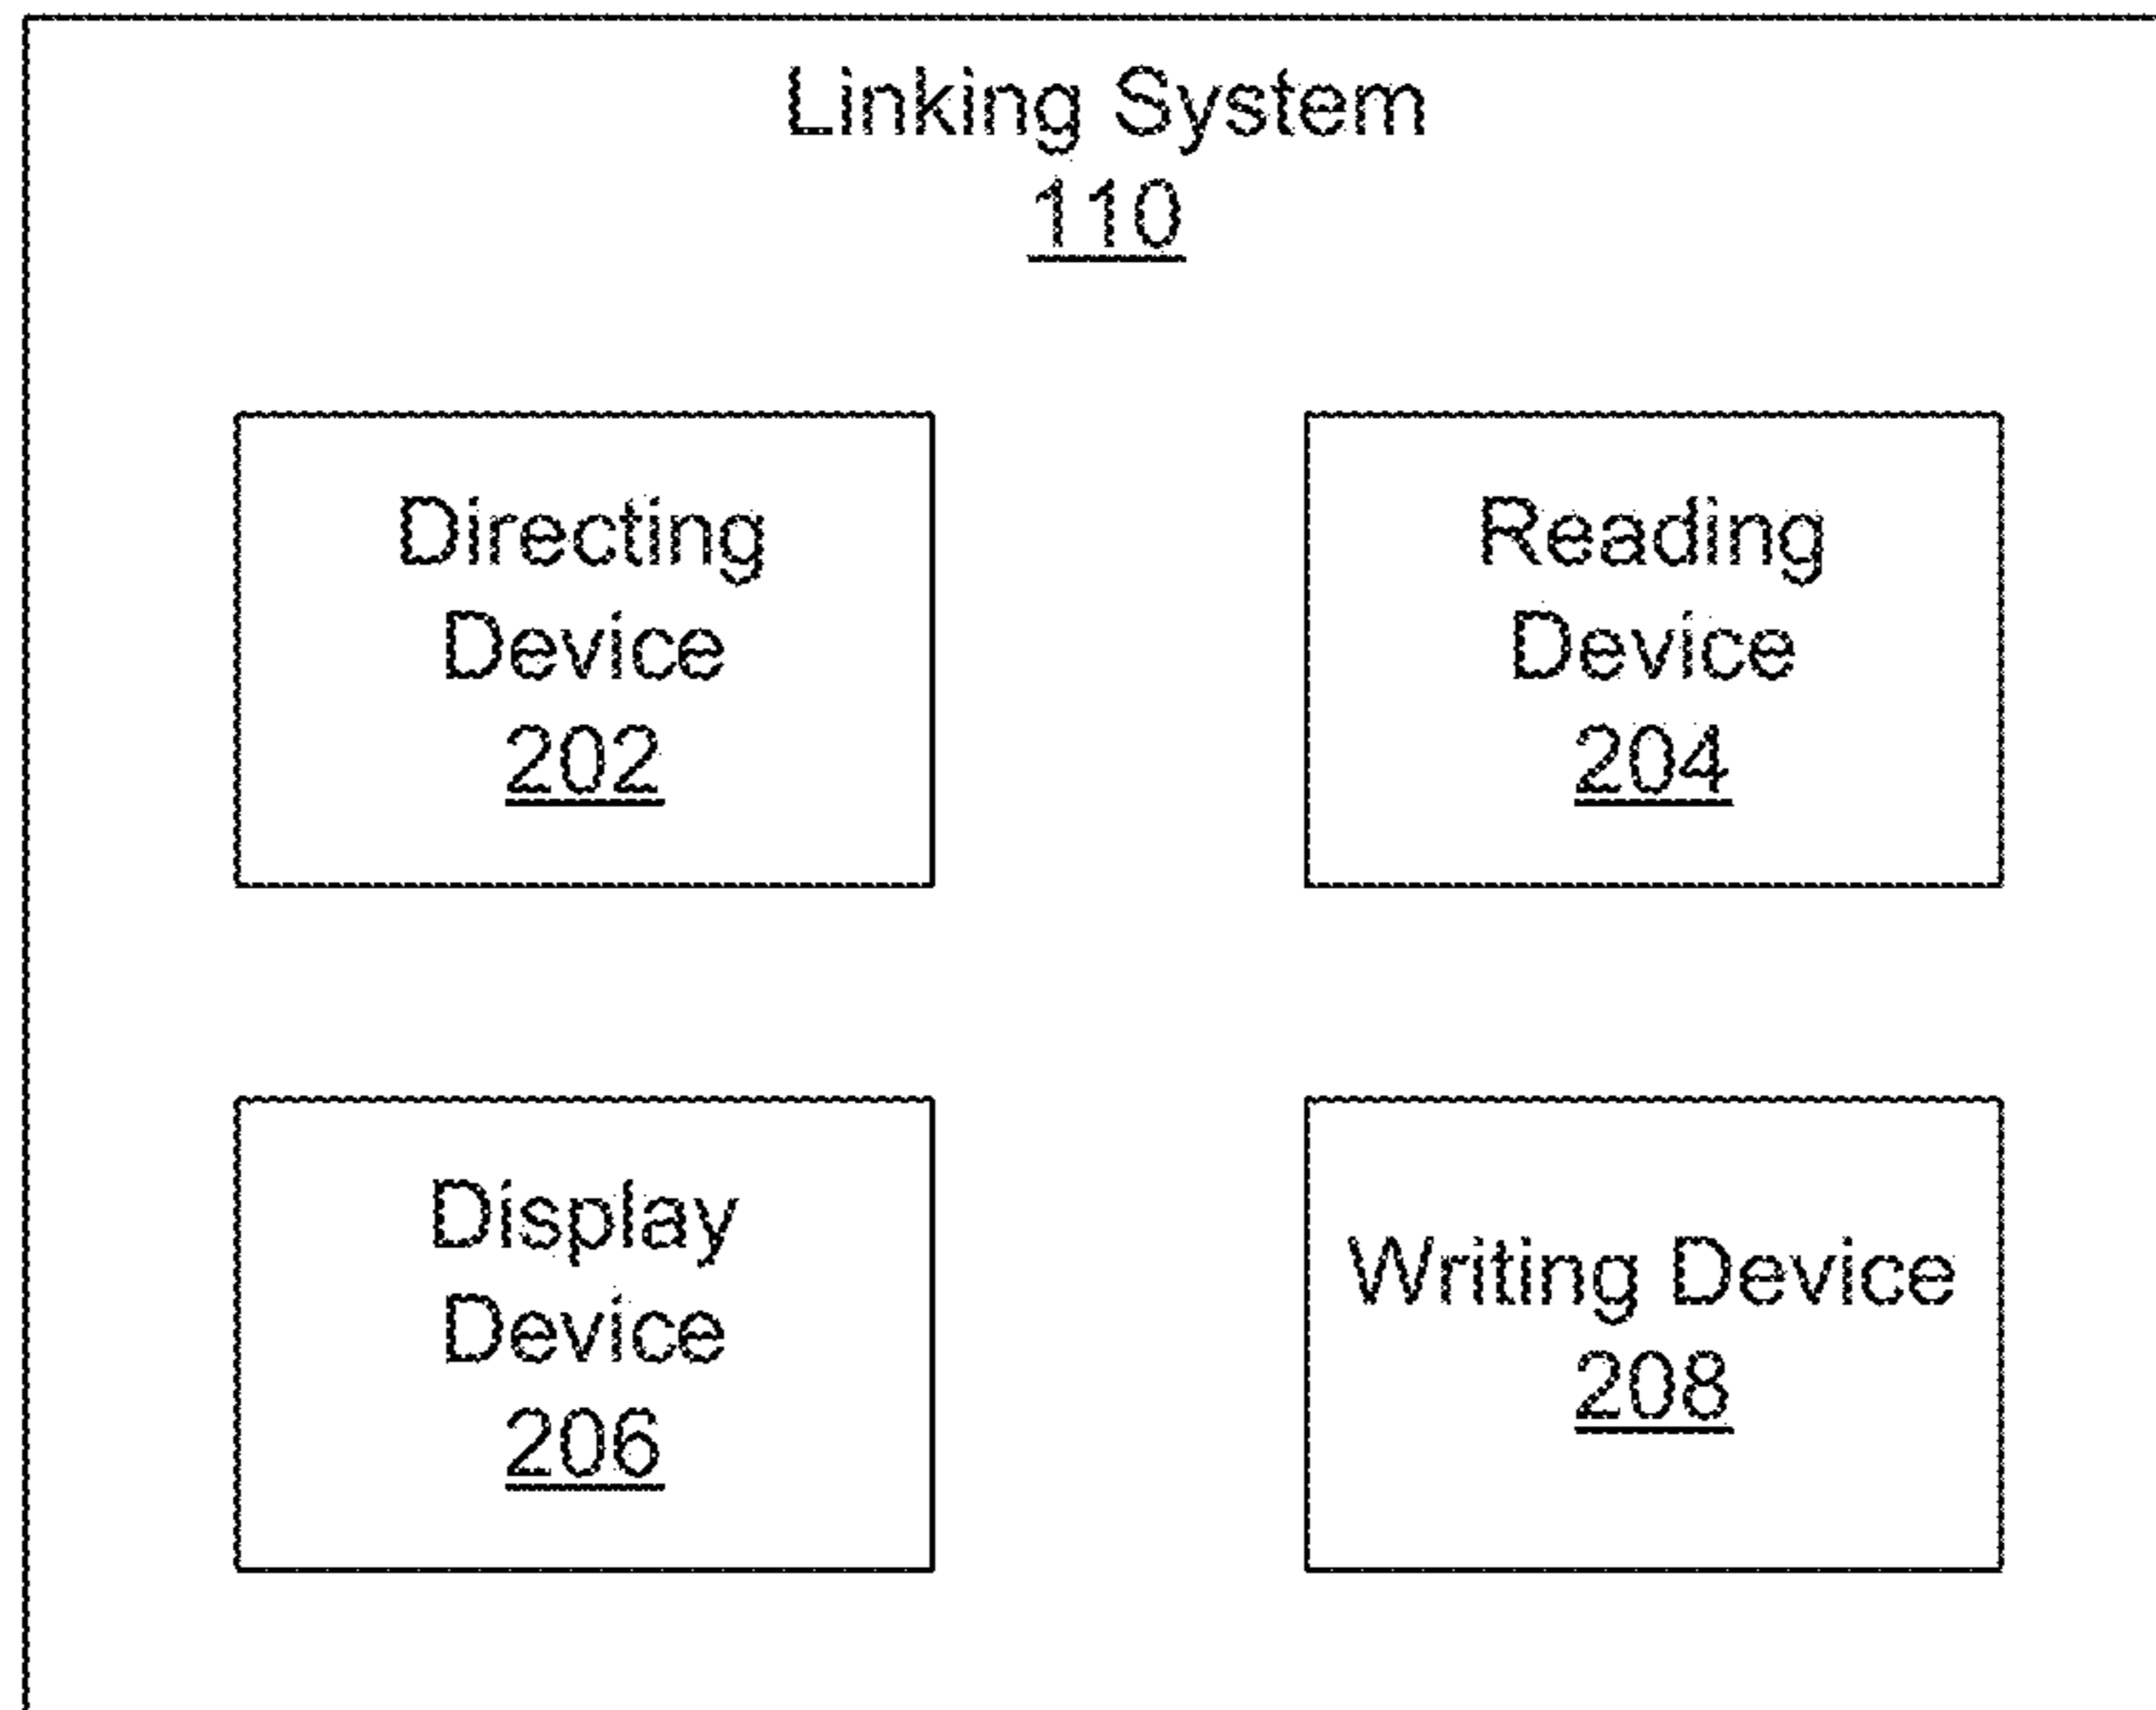 Linking System
110
Directing
Device
202
Reading
Device
204
Display
Device
206
Writing Device
208